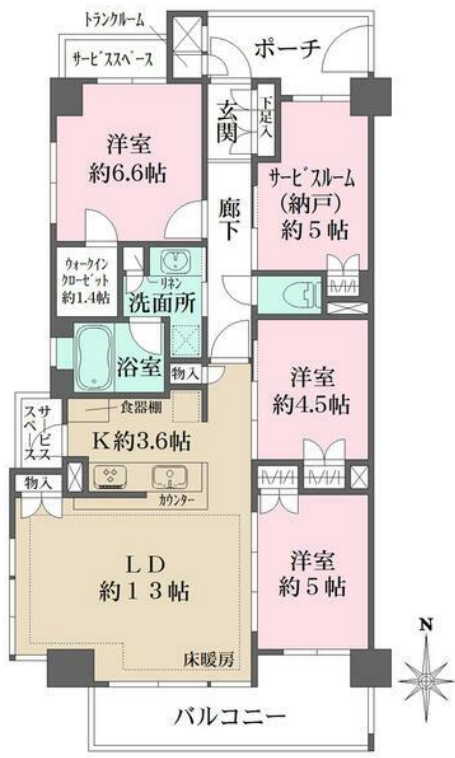 トランクルーム
サービススペース
ポーチ
玄関
下足入
洋室
約6.6帖
廊下
サービスルーム
(納戸)
約5帖
ウォークイン
クローゼット
約1.4帖
リネン
洗面所
浴室
物入
洋室
約4.5帖
食器棚
K約3.6帖
サービス
スペース
物入
カウンター
LD
約13帖
洋室
約5帖
床暖房
バルコニー
N